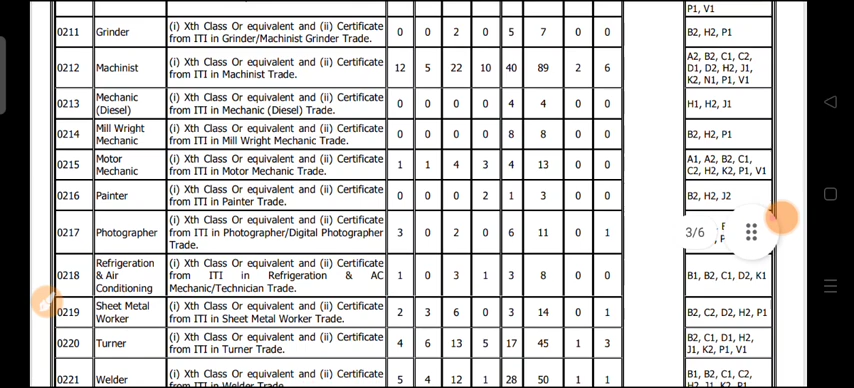 P1, V1
0211 Grinder (i) Xth Class Or equivalent and (ii) Certificate 0 0 2 0 5 7 0 0 B2, H2, P1
from ITI in Grinder/Machinist Grinder Trade.
0212 Machinist (i) Xth Class Or equivalent and (ii) Certificate 12 5 22 10 40 89 2 6 A2, B2, C1, C2,
from ITI in Machinist Trade. D1, D2, H2, J1,
K2, N1, P1, V1
0213 Mechanic (i) Xth Class Or equivalent and (ii) Certificate 0 0 0 0 4 4 0 0 H1, H2, J1
(Diesel) from ITI in Mechanic (Diesel) Trade.
0214 Mill Wright (i) Xth Class Or equivalent and (ii) Certificate 0 0 0 0 8 8 0 0 B2, H2, P1
Mechanic from ITI in Mill Wright Mechanic Trade.
0215 Motor (i) Xth Class Or equivalent and (ii) Certificate 1 1 4 3 4 13 0 0 A1, A2, B2, C1,
Mechanic from ITI in Motor Mechanic Trade. C2, H2, K2, P1, V1
0216 Painter (i) Xth Class Or equivalent and (ii) Certificate 0 0 0 2 1 3 0 0 B2, H2, J2
from ITI in Painter Trade.
0217 Photographer (i) Xth Class Or equivalent and (ii) Certificate 3 0 2 0 6 11 0 1
from ITI in Photographer/Digital Photographer 3/6
Trade.
0218 Refrigeration (i) Xth Class Or equivalent and (ii) Certificate 1 0 3 1 3 8 0 0 B1, B2, C1, D2, K1
& Air from ITI in Refrigeration & AC
Conditioning Mechanic/Technician Trade.
0219 Sheet Metal (i) Xth Class Or equivalent and (ii) Certificate 2 3 6 0 3 14 0 1 B2, C2, D2, H2, P1
Worker from ITI in Sheet Metal Worker Trade.
0220 Turner (i) Xth Class Or equivalent and (ii) Certificate 4 6 13 5 17 45 1 3 B2, C1, D1, H2,
from ITI in Turner Trade. J1, K2, P1, V1
0221 Welder (i) Xth Class Or equivalent and (ii) Certificate 5 4 12 1 28 50 1 1 B1, B2, C1, C2,
from ITI in Welder Trade. H2, J1, K2, P1